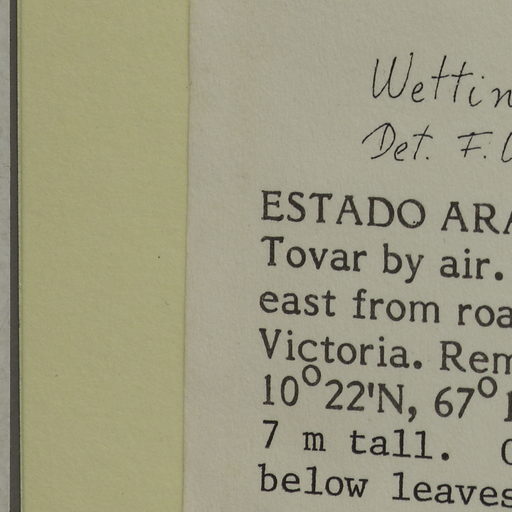 Wettin
Det. F.
ESTADO ARA
Tovar by air.
east from roa
Victoria. Rem
10°22'N, 67°
7 m tall.
below leaves